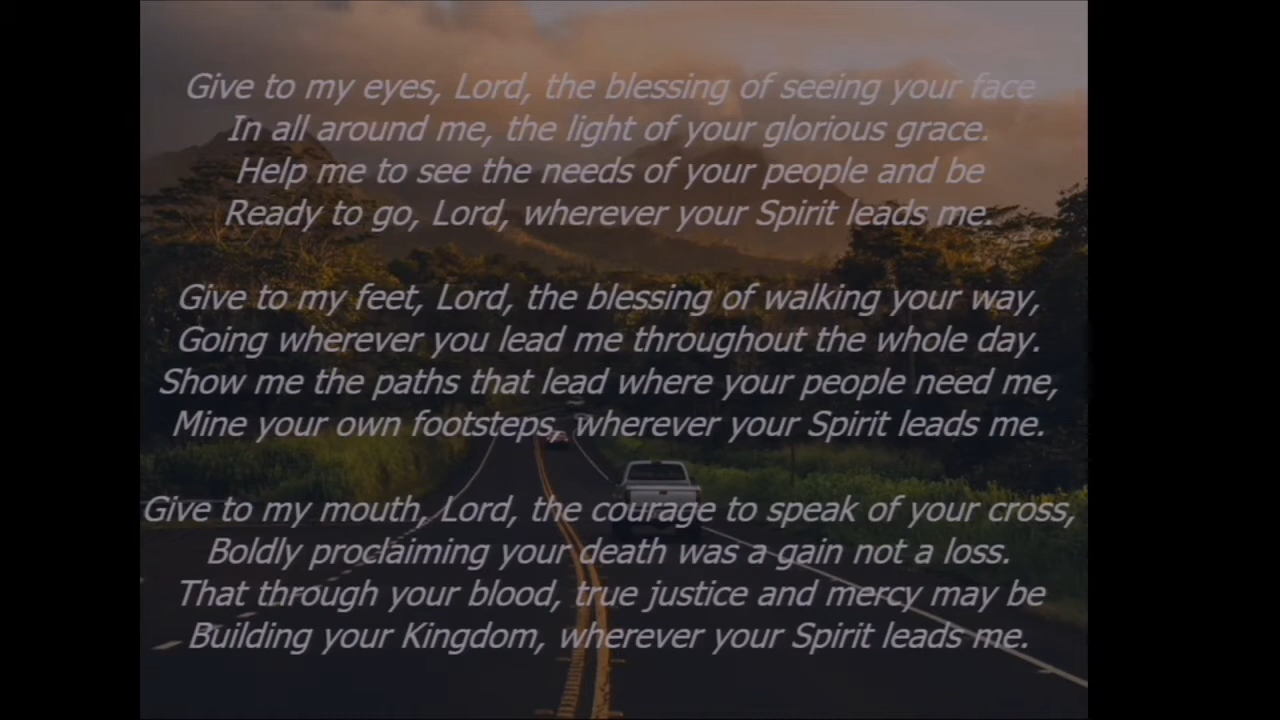 Give to my eyes, Lord, the blessing of seeing your face
In all around me, the light of your glorious grace.
Help me to see the needs of your people and be
Ready to go, Lord, wherever your Spirit leads me.
Give to my feet, Lord, the blessing of walking your way,
Going wherever you lead me throughout the whole day.
Show me the paths that lead where your people need me,
Mine your own footsteps, wherever your Spirit leads me.
Give to my mouth, Lord, the courage to speak of your cross,
Boldly proclaiming your death was a gain not a loss.
That through your blood, true justice and mercy may be
Building your Kingdom, wherever your Spirit leads me.